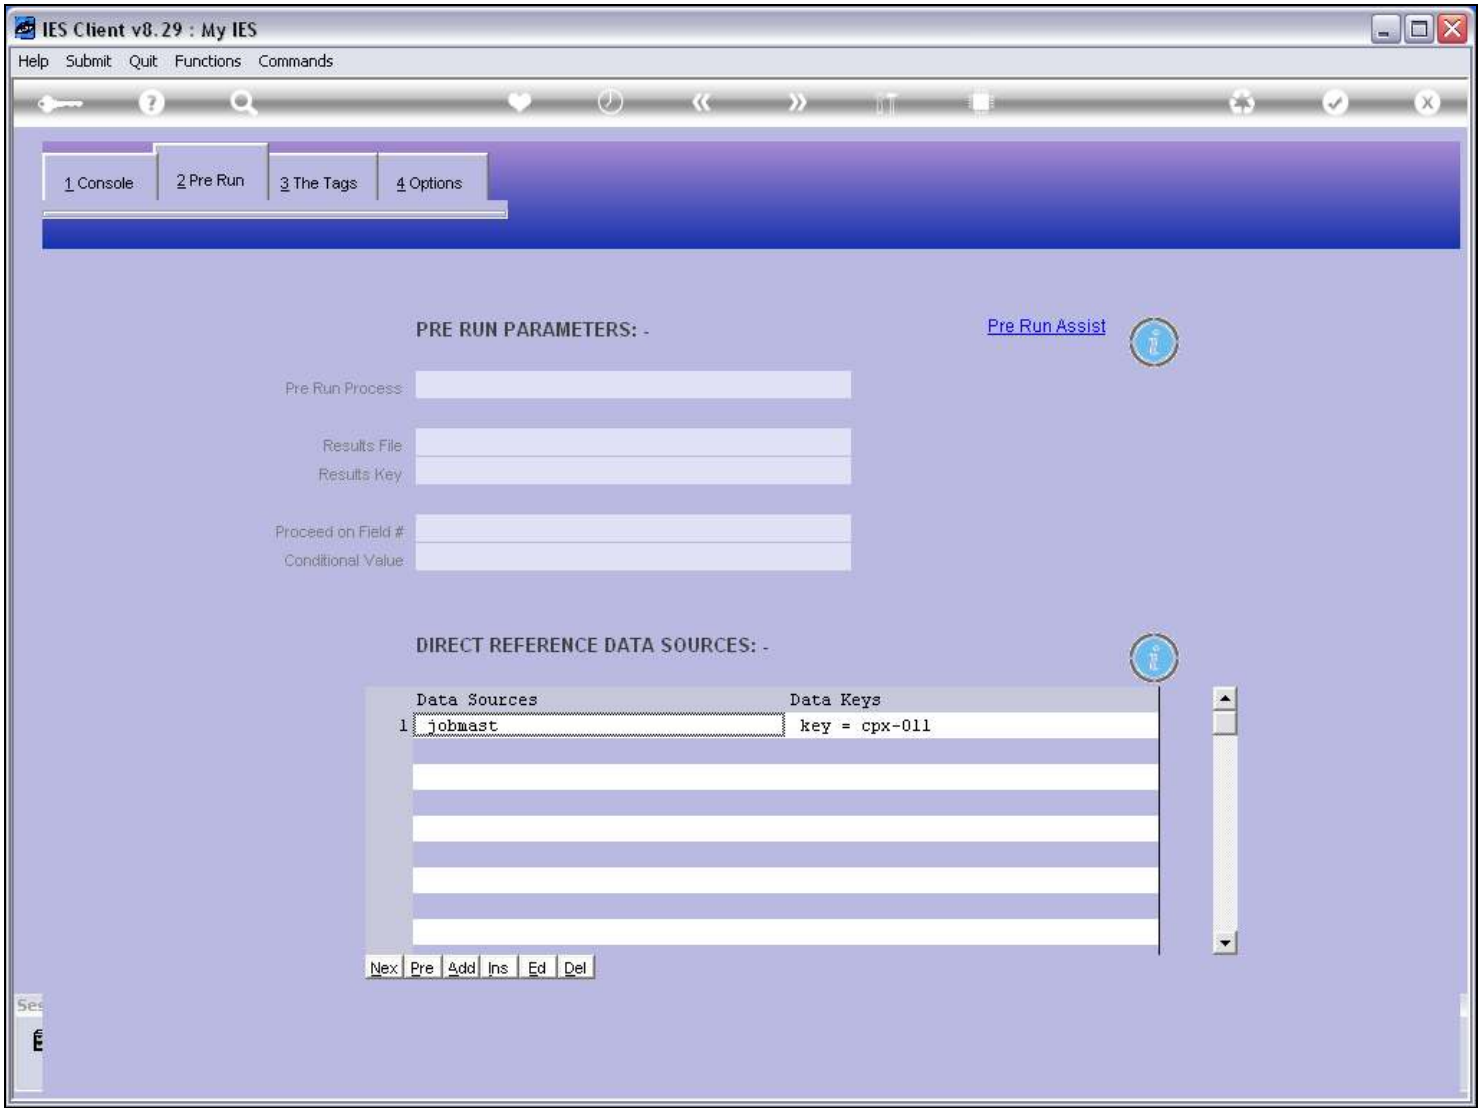 IES Client v8.29 : My IES
Help Submit Quit Functions Commands
1 Console 2 Pre Run 3 The Tags 4 Options
PRE RUN PARAMETERS: - Pre Run Assist
Pre Run Process
Results File
Results Key
Proceed on Field #
Conditional Value
DIRECT REFERENCE DATA SOURCES: -
Data Sources Data Keys
1 jobmast key = cpx-011
Nex Pre Add Ins Ed Del
Ses